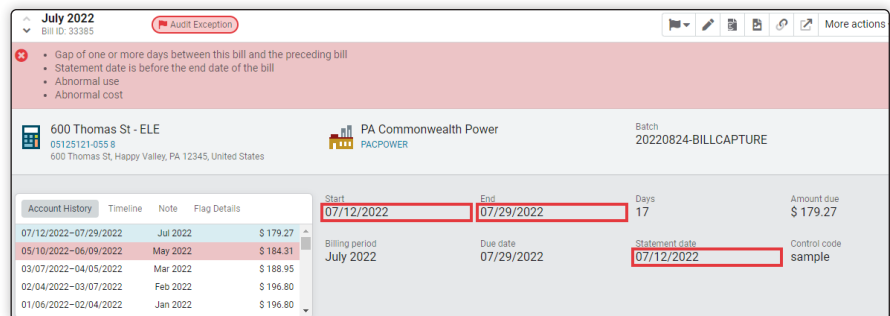 July 2022
Bill ID: 33385
Audit Exception
More actions
• Gap of one or more days between this bill and the preceding bill
• Statement date is before the end date of the bill
• Abnormal use
• Abnormal cost
600 Thomas St - ELE
05125121-055 8
600 Thomas St, Happy Valley, PA 12345, United States
PA Commonwealth Power
PACPOWER
Batch
20220824-BILLCAPTURE
Account History Timeline Note Flag Details
07/12/2022–07/29/2022 Jul 2022 $ 179.27
05/10/2022–06/09/2022 May 2022 $ 184.31
03/07/2022–04/05/2022 Mar 2022 $ 188.95
02/04/2022–03/07/2022 Feb 2022 $ 196.80
01/06/2022–02/04/2022 Jan 2022 $ 196.80
Start End Days Amount due
07/12/2022 07/29/2022 17 $ 179.27
Billing period Due date Statement date Control code
July 2022 07/29/2022 07/12/2022 sample